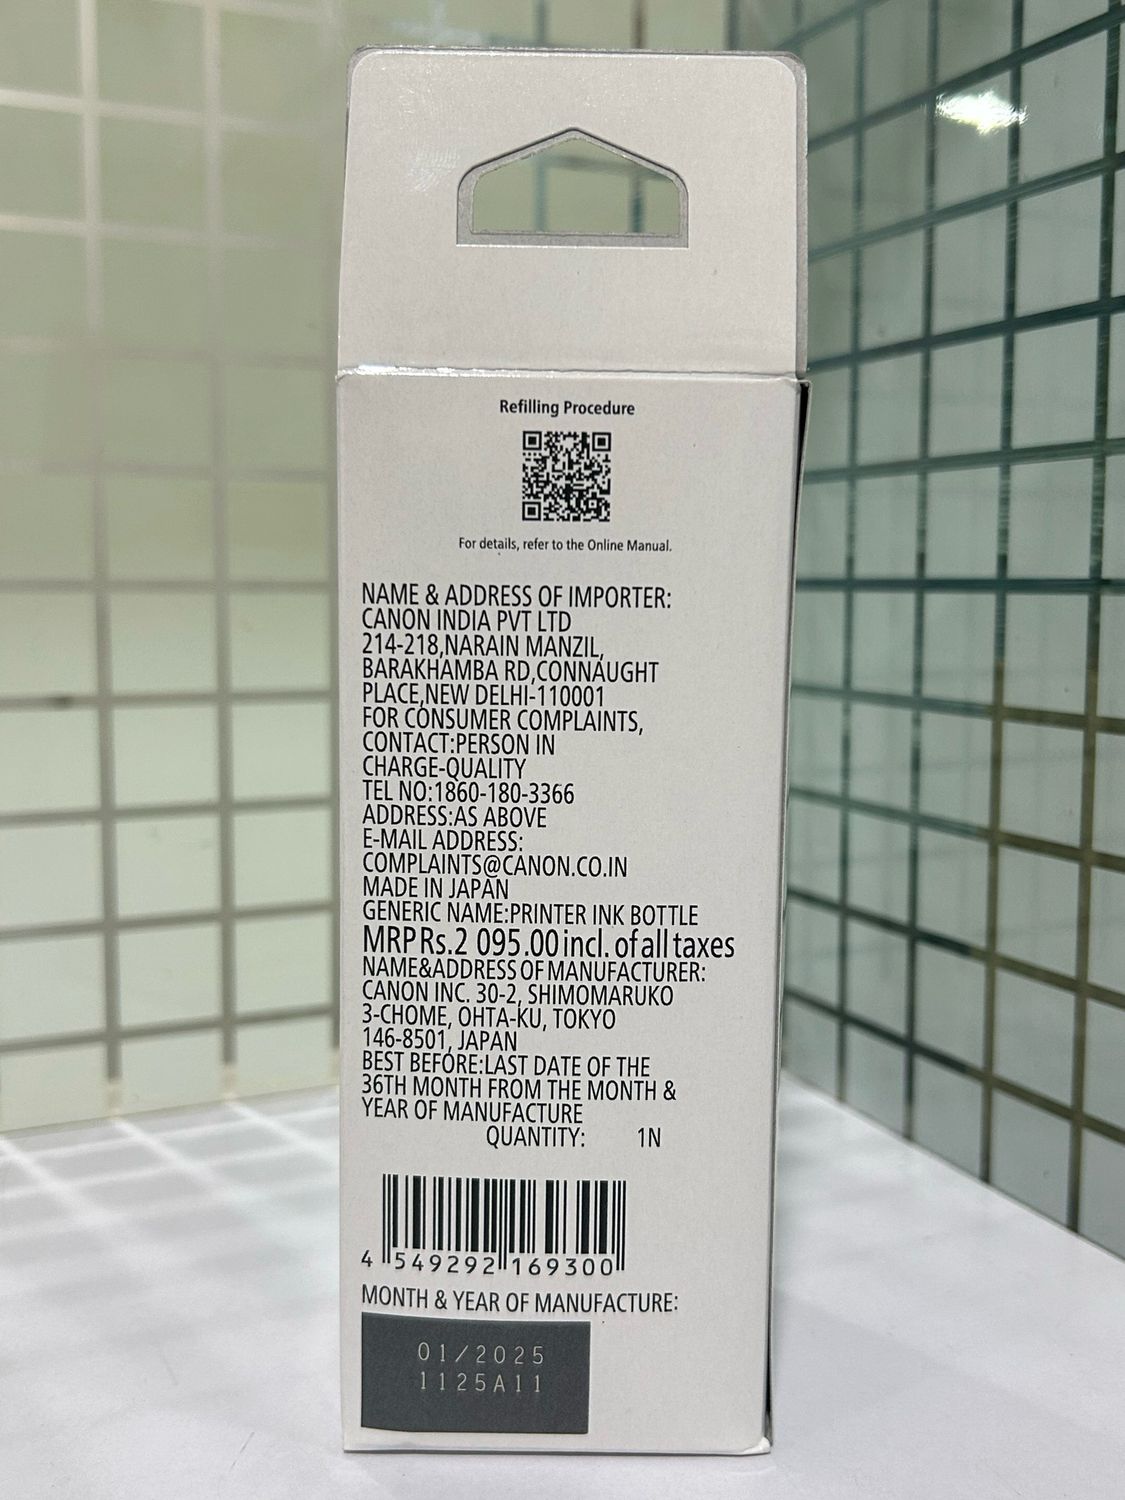 Refilling Procedure
For details, refer to the Online Manual.
NAME & ADDRESS OF IMPORTER:
CANON INDIA PVT LTD
214-218,NARAIN MANZIL,
BARAKHAMBA RD,CONNAUGHT
PLACE,NEW DELHI-110001
FOR CONSUMER COMPLAINTS,
CONTACT:PERSON IN
CHARGE-QUALITY
TEL NO:1860-180-3366
ADDRESS:AS ABOVE
E-MAIL ADDRESS:
COMPLAINTS@CANON.CO.IN
MADE IN JAPAN
GENERIC NAME:PRINTER INK BOTTLE
MRP Rs.2 095.00 incl. of all taxes
NAME&ADDRESS OF MANUFACTURER:
CANON INC. 30-2, SHIMOMARUKO
3-CHOME, OHTA-KU, TOKYO
146-8501, JAPAN
BEST BEFORE:LAST DATE OF THE
36TH MONTH FROM THE MONTH &
YEAR OF MANUFACTURE
QUANTITY: 1N
4 549292 169300
MONTH & YEAR OF MANUFACTURE:
01/2025
1125A11